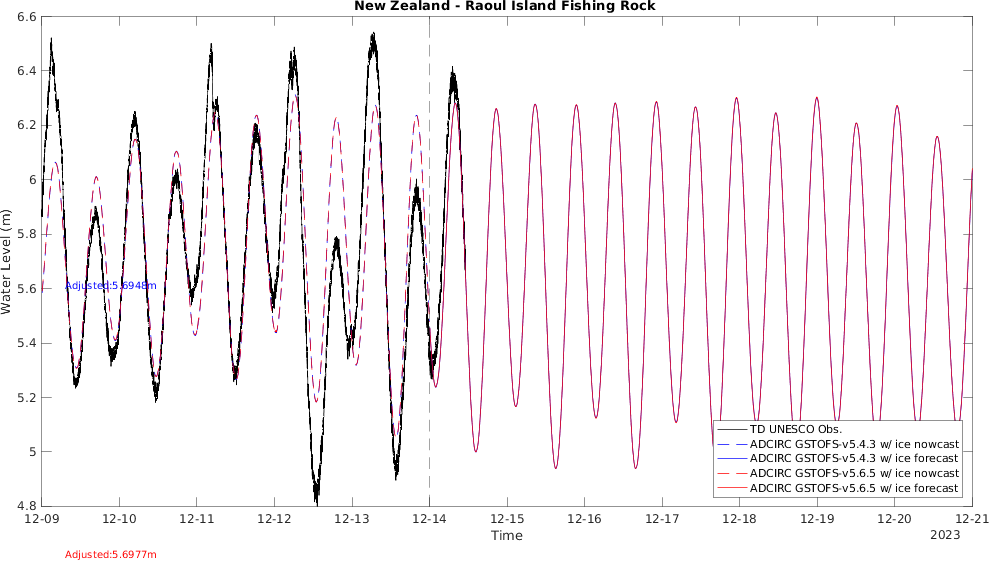 New Zealand - Raoul Island Fishing Rock
Water Level (m)
6.6
6.4
6.2
6
5.8
5.6
5.4
5.2
5
4.8
Adjusted:5.6948m
TD UNESCO Obs.
ADCIRC GSTOFS-v5.4.3 w/ ice nowcast
ADCIRC GSTOFS-v5.4.3 w/ ice forecast
ADCIRC GSTOFS-v5.6.5 w/ ice nowcast
ADCIRC GSTOFS-v5.6.5 w/ ice forecast
12-09 12-10 12-11 12-12 12-13 12-14 12-15 12-16 12-17 12-18 12-19 12-20 12-21
Time
2023
Adjusted:5.6977m